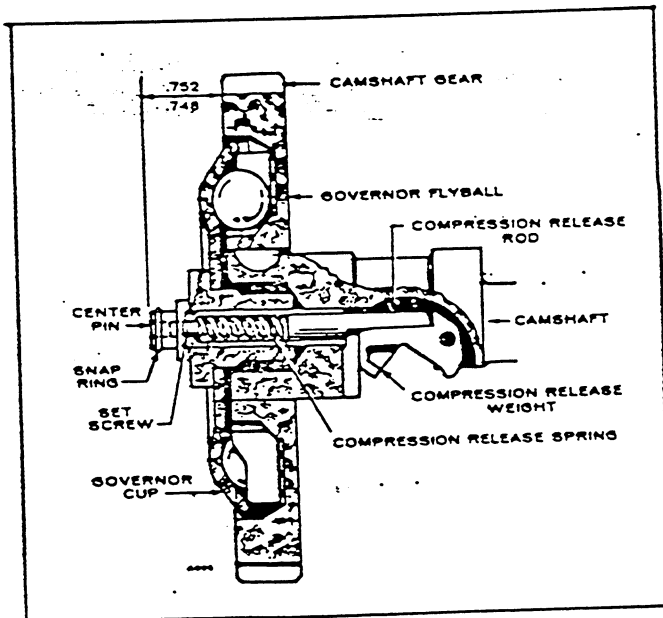 .752
.748
CAMSHAFT GEAR
GOVERNOR FLYBALL
COMPRESSION RELEASE
ROD
CENTER
PIN
CAMSHAFT
SNAP
RING
COMPRESSION RELEASE
WEIGHT
SET
SCREW
COMPRESSION RELEASE SPRING
GOVERNOR
CUP